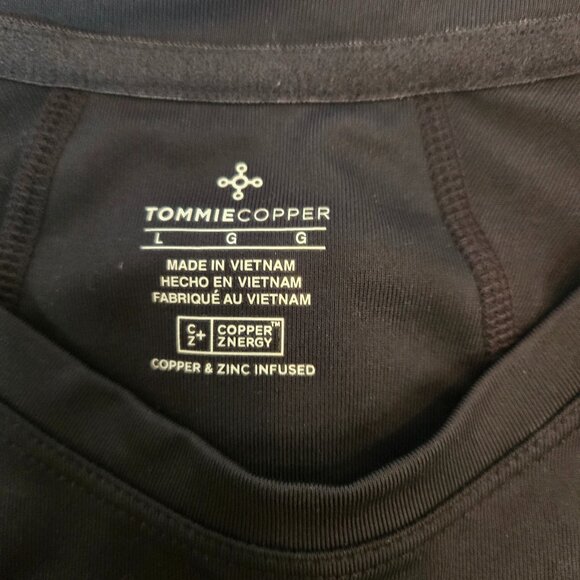 TOMMIECOPPER
L G G
MADE IN VIETNAM
HECHO EN VIETNAM
FABRIQUÉ AU VIETNAM
C+ COPPER™
Z ZNERGY
COPPER & ZINC INFUSED